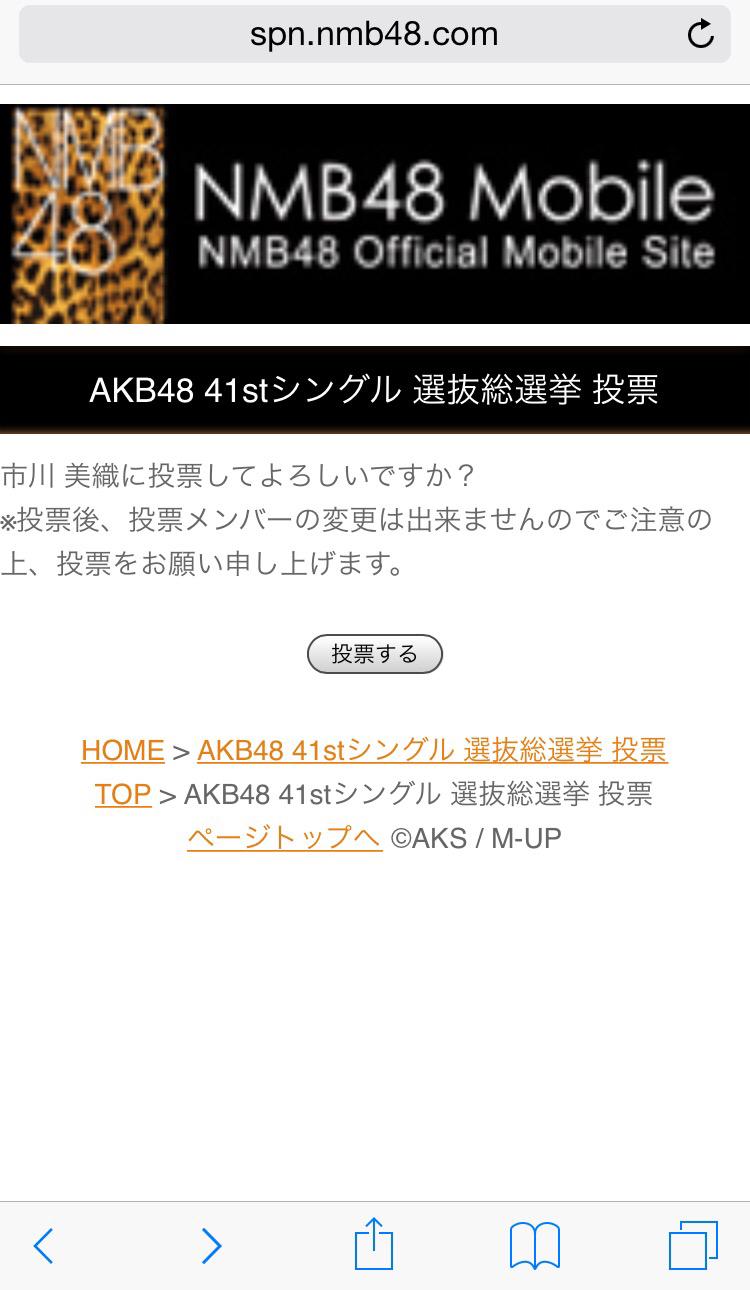 spn.nmb48.com
NMB
48
NMB48 Mobile
NMB48 Official Mobile Site
AKB48 41stシングル 選抜総選挙 投票
市川 美織に投票してよろしいですか？
※投票後、投票メンバーの変更は出来ませんのでご注意の
上、投票をお願い申し上げます。
投票する
HOME > AKB48 41stシングル 選抜総選挙 投票
TOP > AKB48 41stシングル 選抜総選挙 投票
ページトップへ ©AKS / M-UP